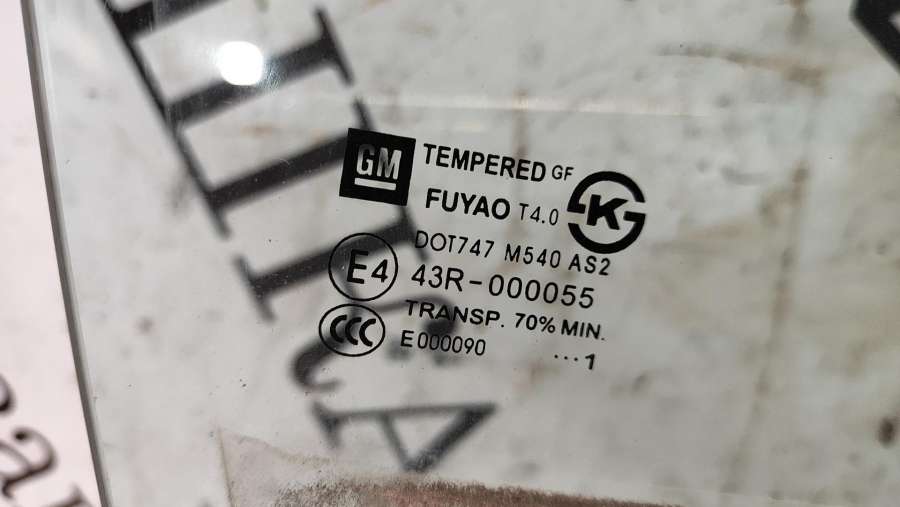 GM TEMPERED GF
FUYAO T4.0 K
DOT747 M540 AS2
E4 43R-000055
TRANSP. 70% MIN.
CCC E000090 ...1